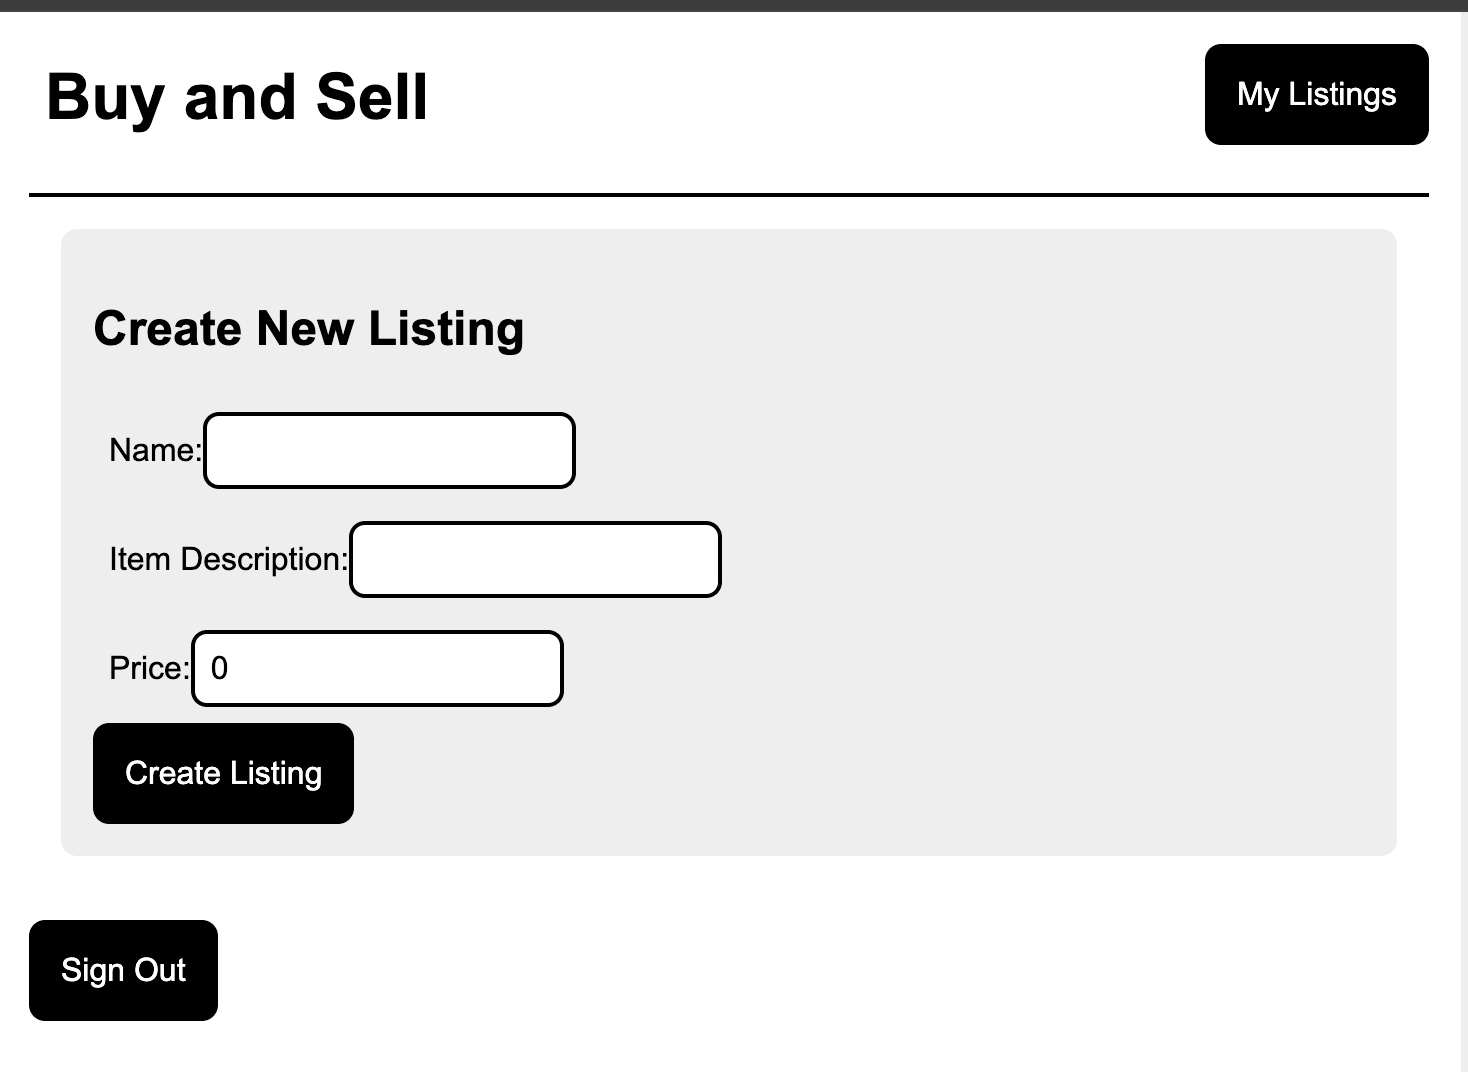 Buy and Sell
My Listings
Create New Listing
Name:
Item Description:
Price: 0
Create Listing
Sign Out